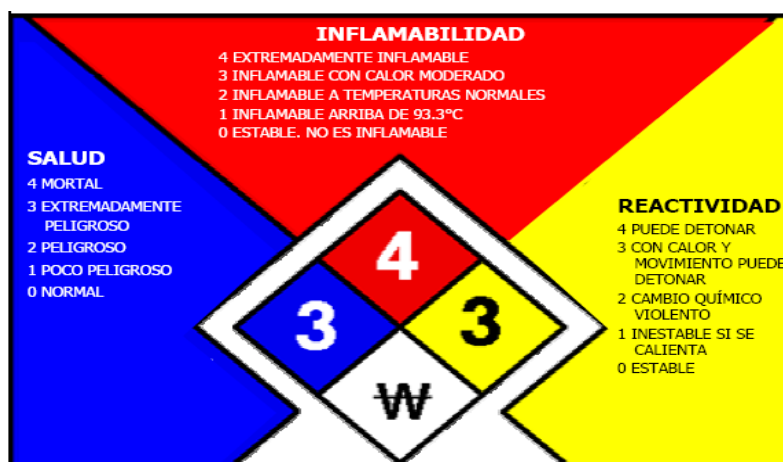 INFLAMABILIDAD
4 EXTREMADAMENTE INFLAMABLE
3 INFLAMABLE CON CALOR MODERADO
2 INFLAMABLE A TEMPERATURAS NORMALES
1 INFLAMABLE ARRIBA DE 93.3°C
0 ESTABLE. NO ES INFLAMABLE
SALUD
4 MORTAL
3 EXTREMADAMENTE
PELIGROSO
2 PELIGROSO
1 POCO PELIGROSO
0 NORMAL
REACTIVIDAD
4 PUEDE DETONAR
3 CON CALOR Y
MOVIMIENTO PUEDE
DETONAR
2 CAMBIO QUÍMICO
VIOLENTO
1 INESTABLE SI SE
CALIENTA
0 ESTABLE
4
3
3
W